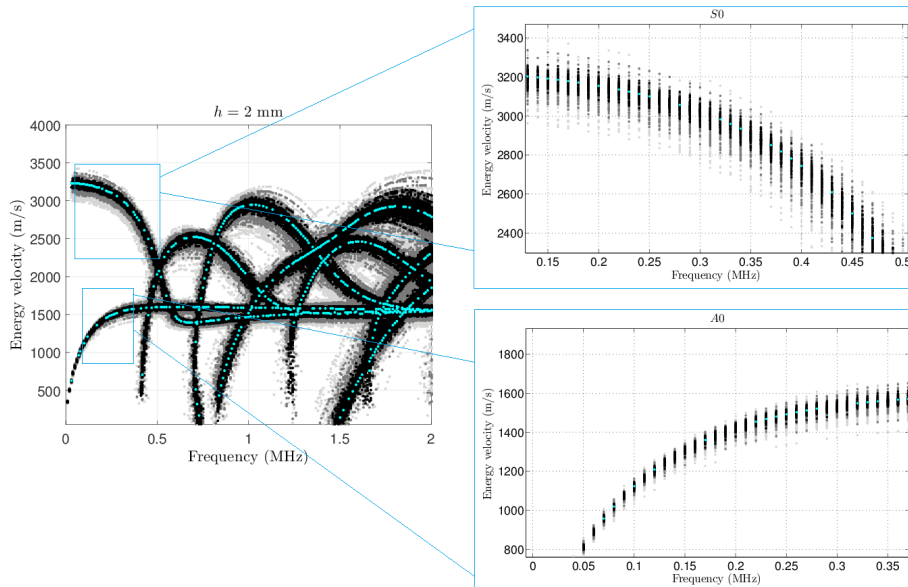 h = 2 mm
4000
3500
3000
2500
2000
1500
1000
500
Energy velocity (m/s)
0 0.5 1 1.5 2
Frequency (MHz)
S0
3400
3200
3000
2800
2600
2400
Energy velocity (m/s)
0.15 0.2 0.25 0.3 0.35 0.4 0.45 0.5
Frequency (MHz)
A0
1800
1600
1400
1200
1000
800
Energy velocity (m/s)
0 0.05 0.1 0.15 0.2 0.25 0.3 0.35
Frequency (MHz)